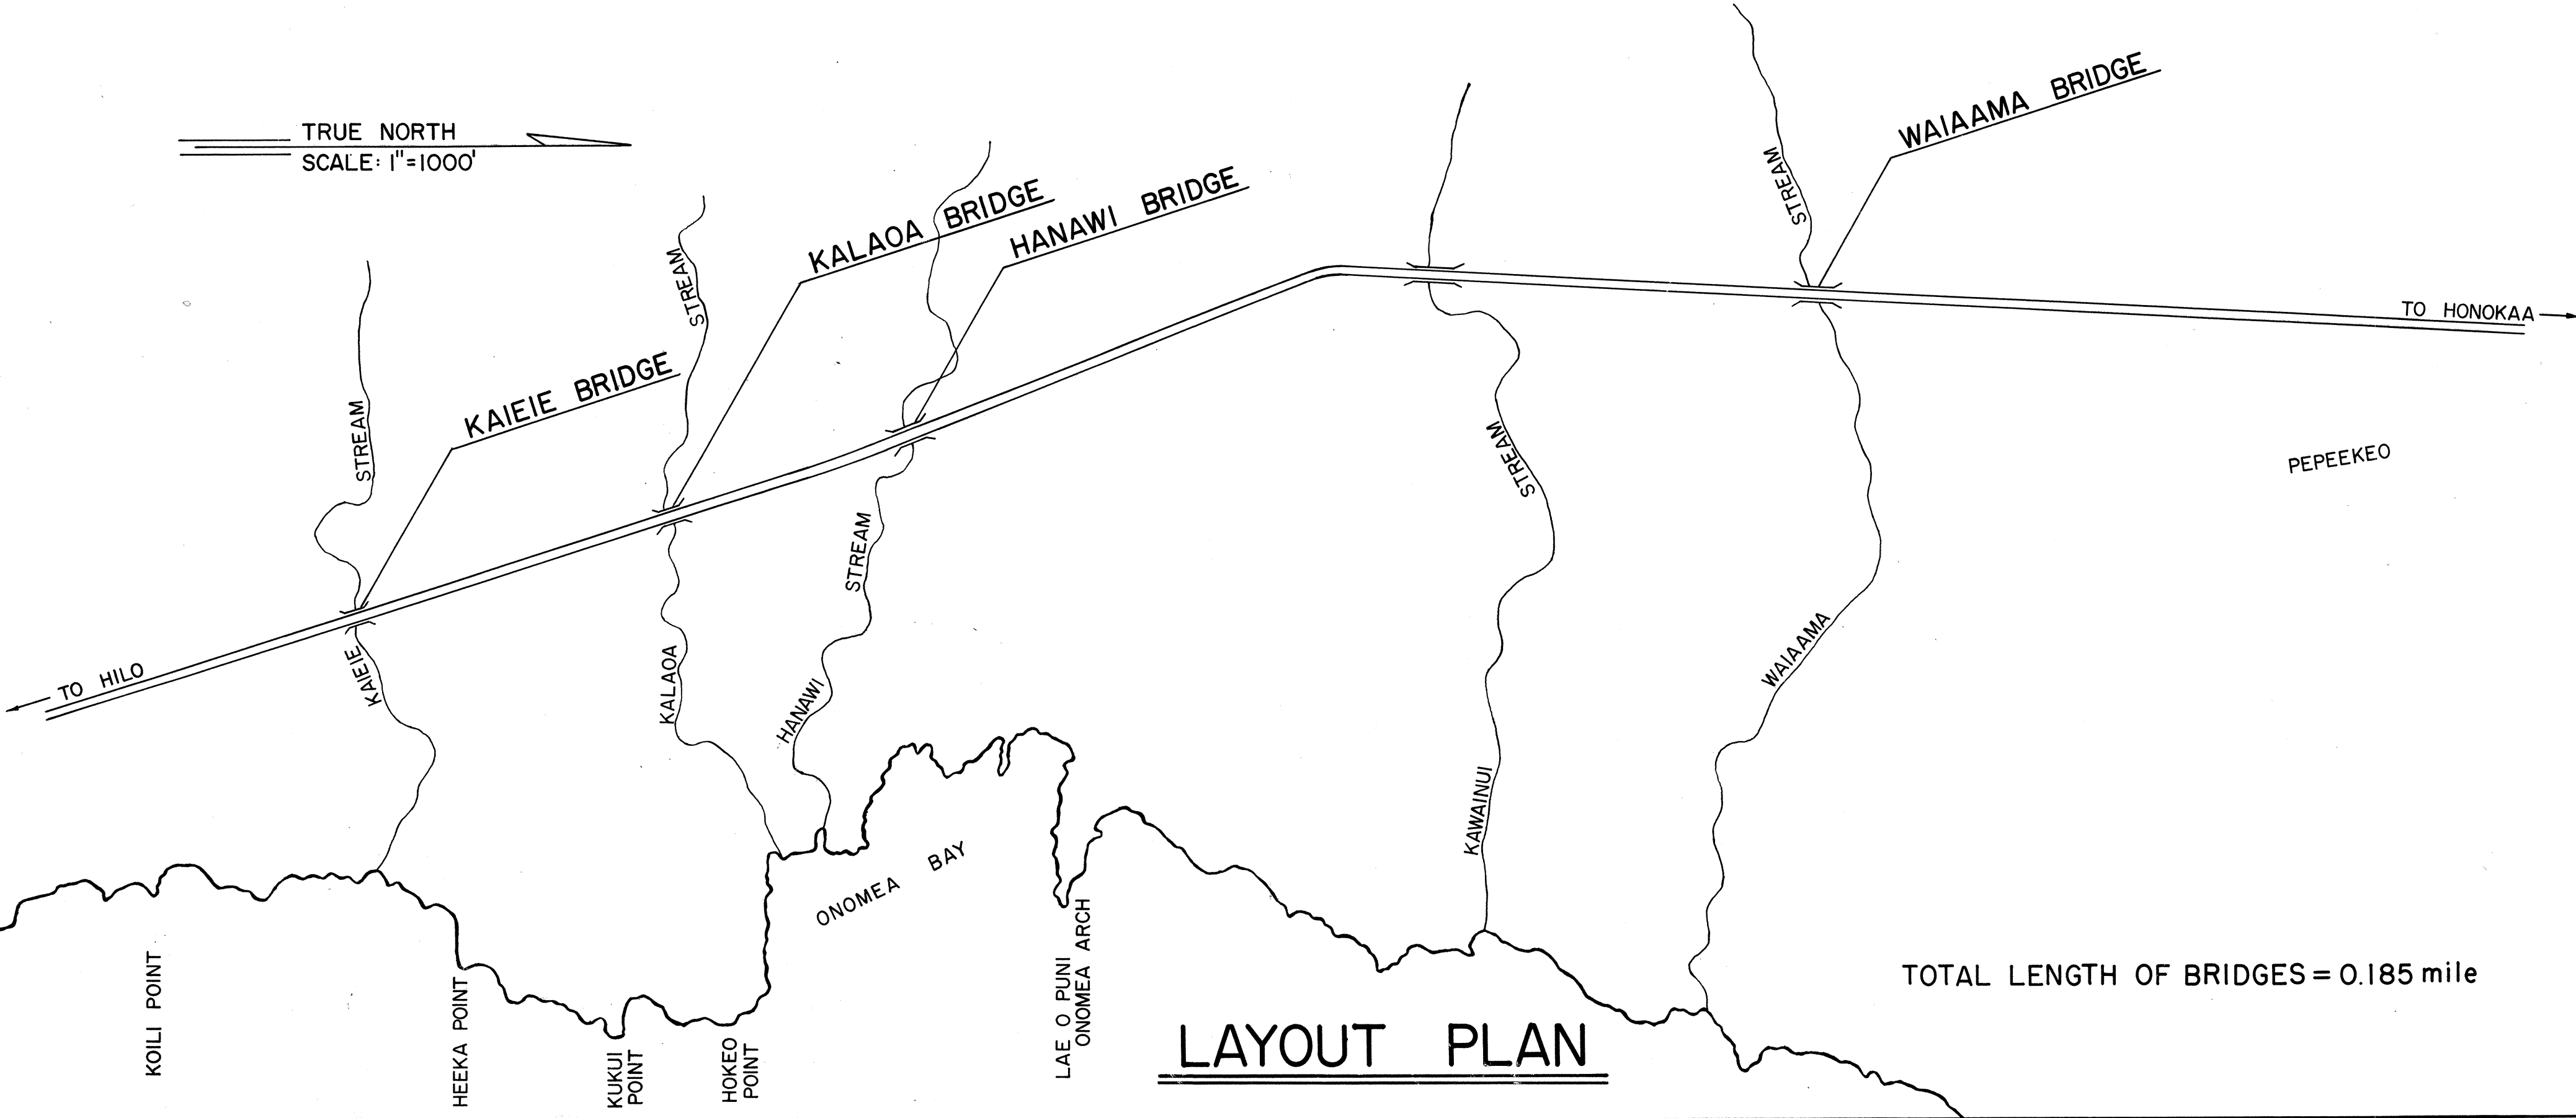 TRUE NORTH
SCALE: 1"=1000'
WAIAAMA BRIDGE
STREAM
KALAOA BRIDGE
HANAWI BRIDGE
STREAM
TO HONOKAA
KAIEIE BRIDGE
STREAM
STREAM
PEPEEKEO
STREAM
TO HILO
KAIEIE
KALAOA
HANAWI
WAIAAMA
KAWAINUI
ONOMEA BAY
KOILI POINT
HEEKA POINT
KUKUI
POINT
HOKEO
POINT
LAE O PUNI
ONOMEA ARCH
TOTAL LENGTH OF BRIDGES = 0.185 mile
LAYOUT PLAN